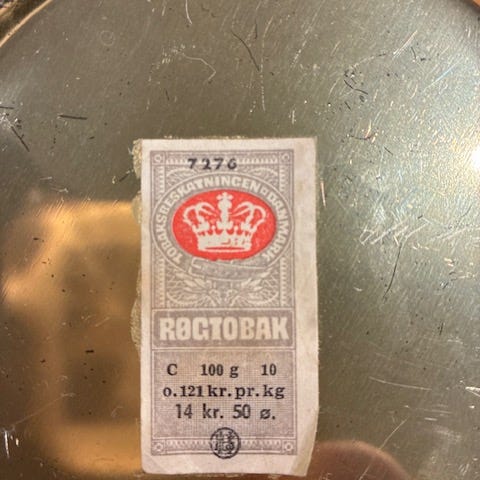 7276
TOBAKSBESKATNINGEN I DANMARK
RØGTOBAK
C 100 g 10
o. 121 kr. pr. kg
14 kr. 50 ø.